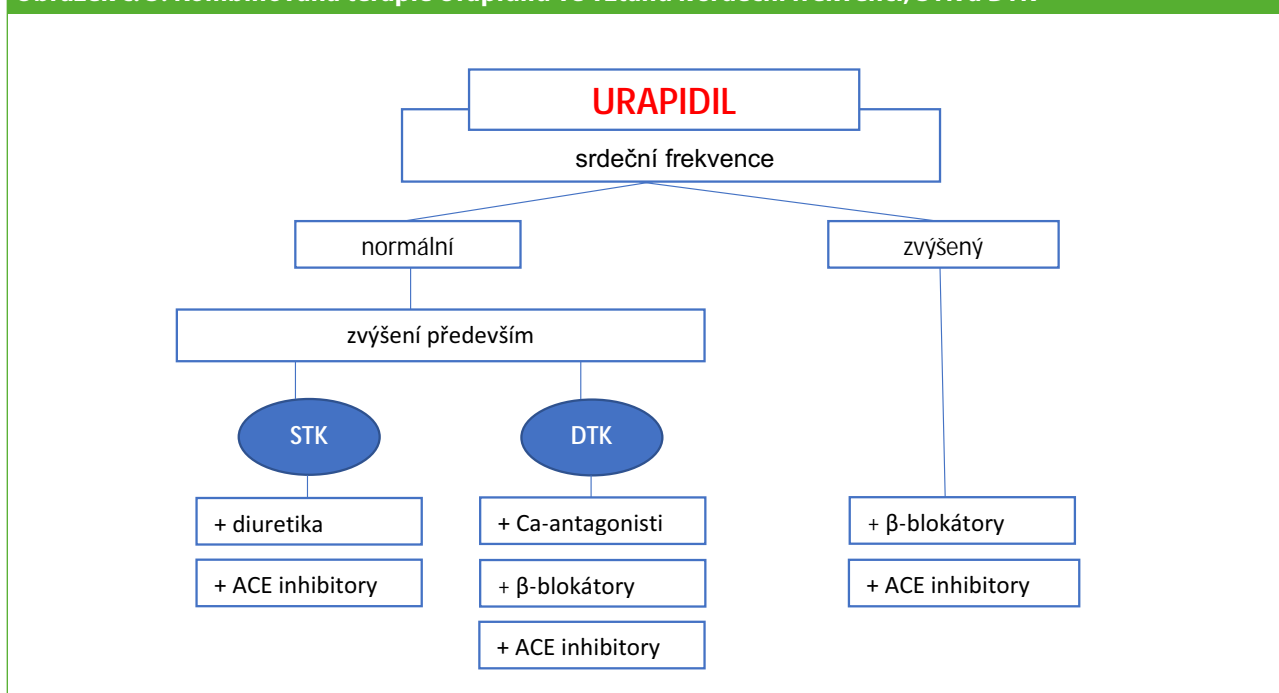 URAPIDIL
srdeční frekvence
normální
zvýšený
zvýšení především
STK
DTK
+ diuretika
+ Ca-antagonisti
+ β-blokátory
+ ACE inhibitory
+ β-blokátory
+ ACE inhibitory
+ ACE inhibitory